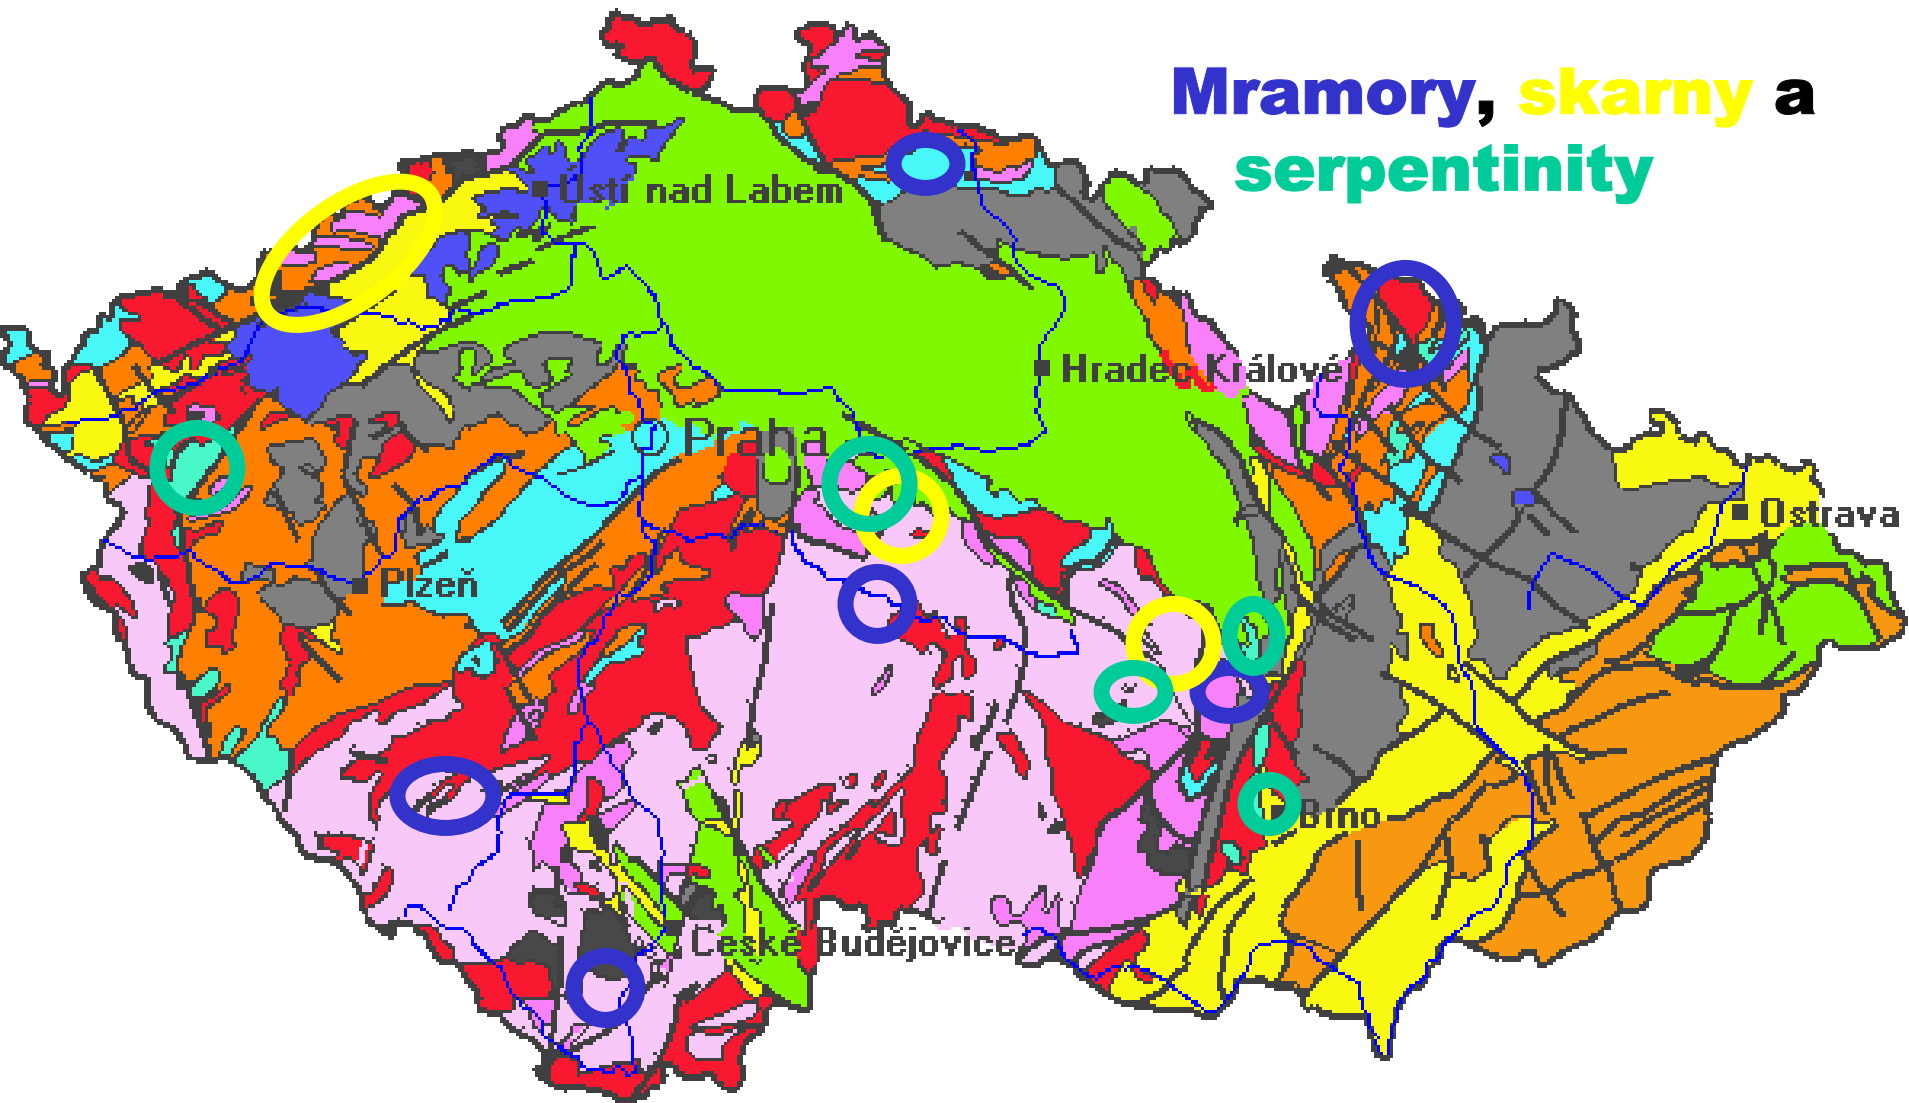 Mramory, skarny a
serpentinity
Ústí nad Labem
Hradec Králové
Praha
Ostrava
Plzeň
Brno
České Budějovice